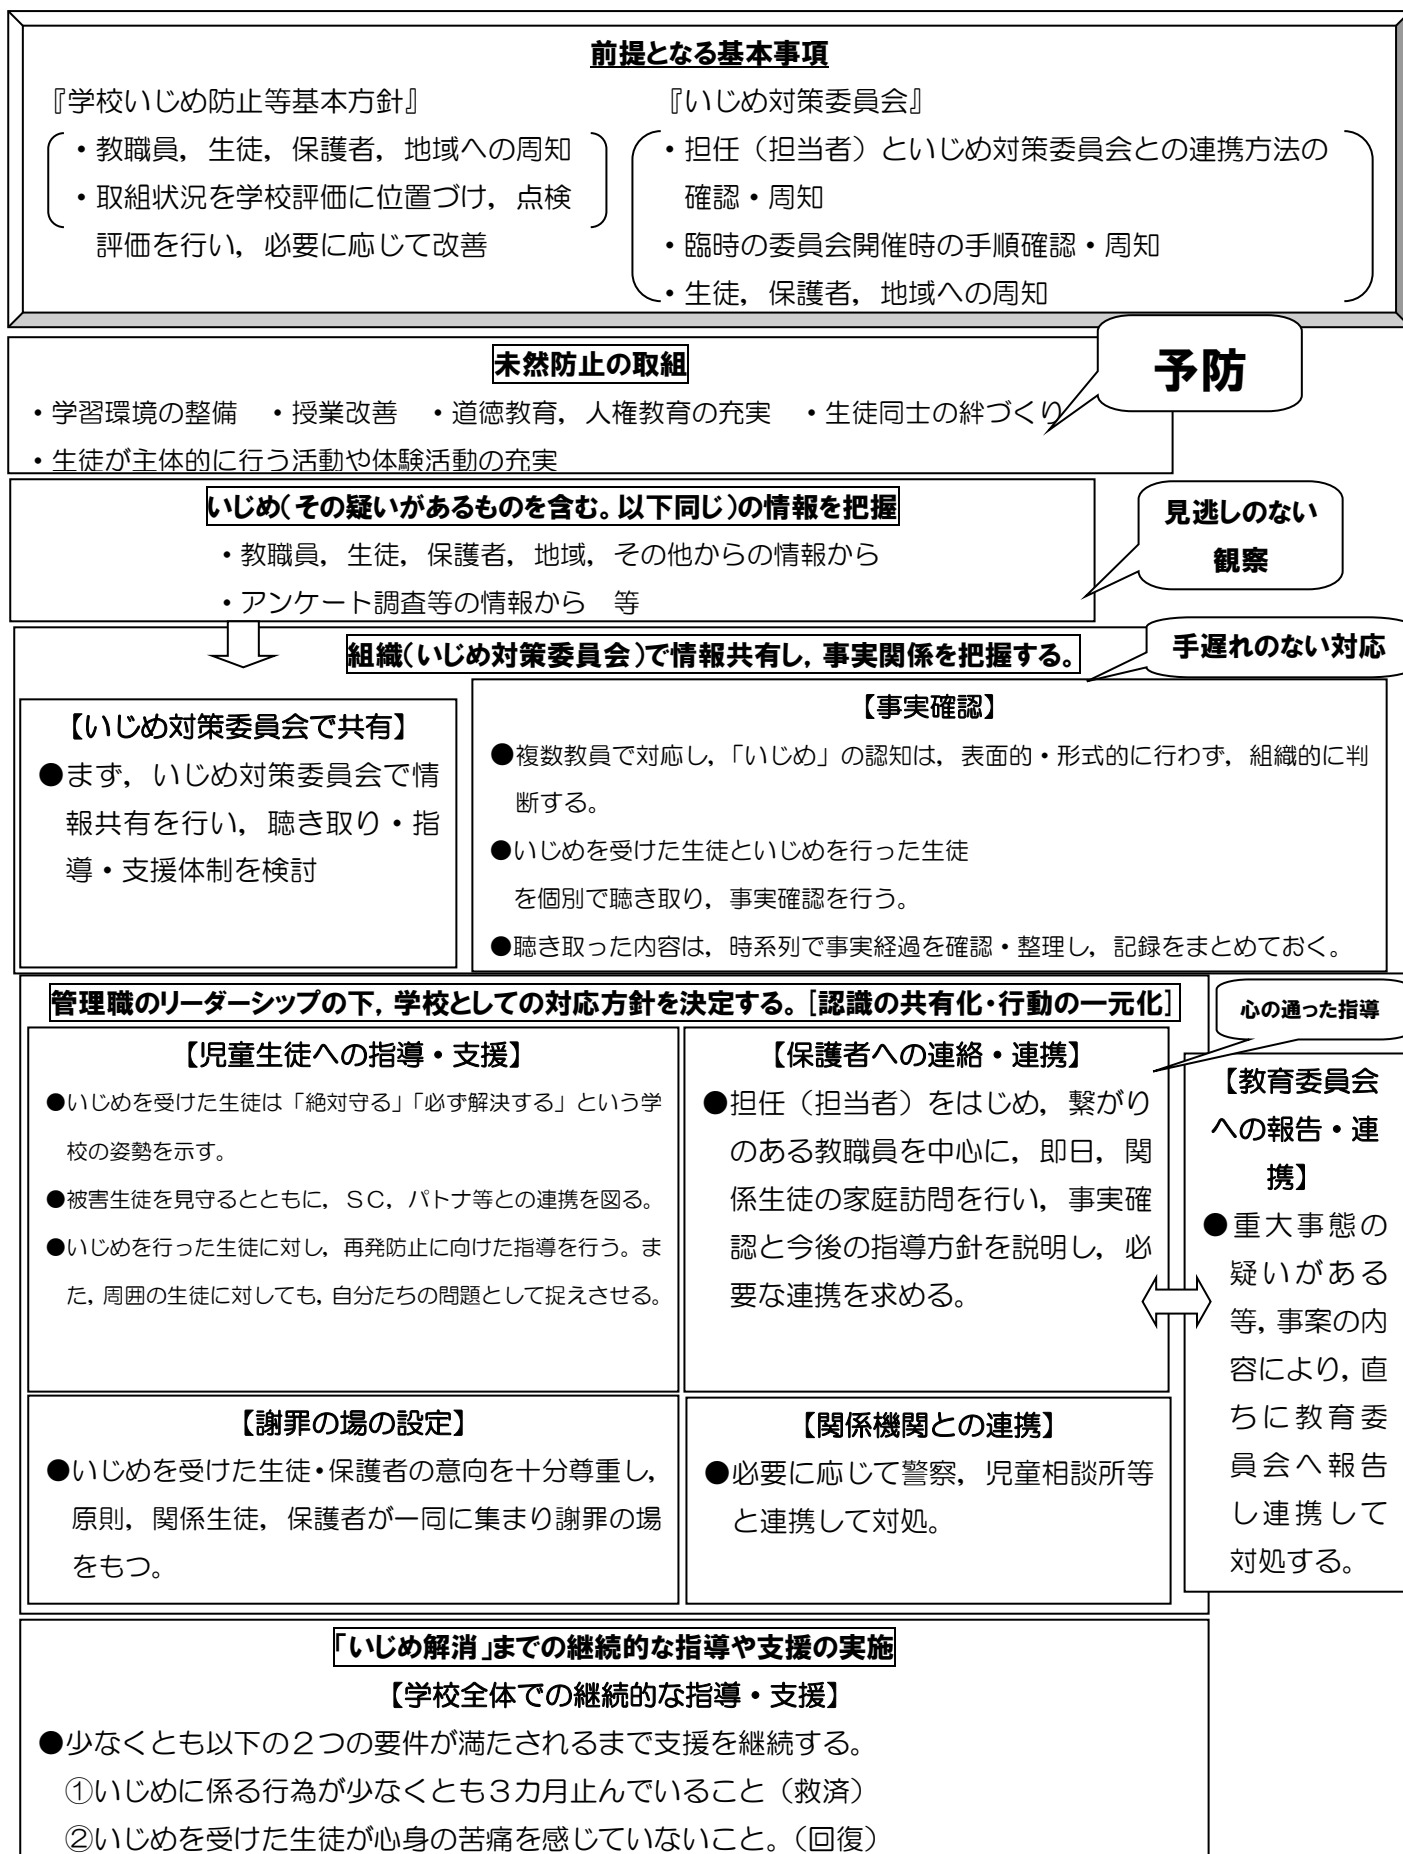 前提となる基本事項
『学校いじめ防止等基本方針』
・教職員，生徒，保護者，地域への周知
・取組状況を学校評価に位置づけ，点検
評価を行い，必要に応じて改善
『いじめ対策委員会』
・担任（担当者）といじめ対策委員会との連携方法の
確認・周知
・臨時の委員会開催時の手順確認・周知
・生徒，保護者，地域への周知
未然防止の取組
予防
・学習環境の整備　・授業改善　・道徳教育，人権教育の充実　・生徒同士の絆づくり
・生徒が主体的に行う活動や体験活動の充実
いじめ（その疑いがあるものを含む。以下同じ）の情報を把握
・教職員，生徒，保護者，地域，その他からの情報から
・アンケート調査等の情報から　等
見逃しのない
観察
組織（いじめ対策委員会）で情報共有し，事実関係を把握する。
手遅れのない対応
【いじめ対策委員会で共有】
●まず，いじめ対策委員会で情
報共有を行い，聴き取り・指
導・支援体制を検討
【事実確認】
●複数教員で対応し，「いじめ」の認知は，表面的・形式的に行わず，組織的に判
断する。
●いじめを受けた生徒といじめを行った生徒
を個別で聴き取り，事実確認を行う。
●聴き取った内容は，時系列で事実経過を確認・整理し，記録をまとめておく。
管理職のリーダーシップの下，学校としての対応方針を決定する。［認識の共有化・行動の一元化］
心の通った指導
【児童生徒への指導・支援】
●いじめを受けた生徒は「絶対守る」「必ず解決する」という学
校の姿勢を示す。
●被害生徒を見守るとともに，ＳＣ，パトナ等との連携を図る。
●いじめを行った生徒に対し，再発防止に向けた指導を行う。ま
た，周囲の生徒に対しても，自分たちの問題として捉えさせる。
【保護者への連絡・連携】
●担任（担当者）をはじめ，繋がり
のある教職員を中心に，即日，関
係生徒の家庭訪問を行い，事実確
認と今後の指導方針を説明し，必
要な連携を求める。
【教育委員会
への報告・連
携】
●重大事態の
疑いがある
等，事案の内
容により，直
ちに教育委
員会へ報告
し連携して
対処する。
【謝罪の場の設定】
●いじめを受けた生徒・保護者の意向を十分尊重し，
原則，関係生徒，保護者が一同に集まり謝罪の場
をもつ。
【関係機関との連携】
●必要に応じて警察，児童相談所等
と連携して対処。
「いじめ解消」までの継続的な指導や支援の実施
【学校全体での継続的な指導・支援】
●少なくとも以下の２つの要件が満たされるまで支援を継続する。
①いじめに係る行為が少なくとも３カ月止んでいること（救済）
②いじめを受けた生徒が心身の苦痛を感じていないこと。（回復）